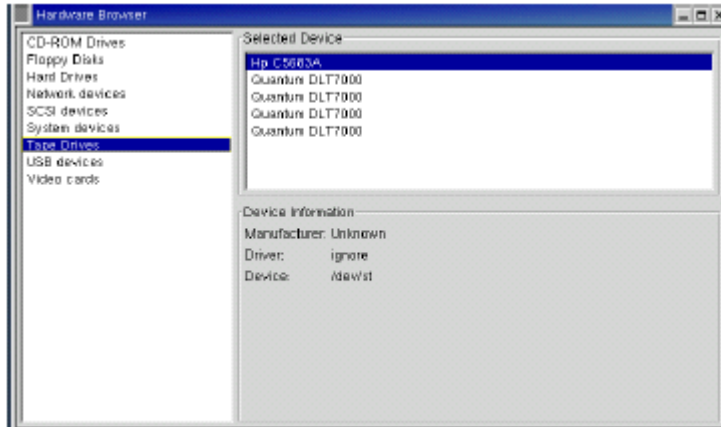 Hardware Browser
CD-ROM Drives
Floppy Disks
Hard Drives
Network devices
SCSI devices
System devices
Tape Drives
USB devices
Video cards
Selected Device
Hp C5683A
Quantum DLT7000
Quantum DLT7000
Quantum DLT7000
Quantum DLT7000
Device Information
Manufacturer: Unknown
Driver: ignore
Device: /dev/st